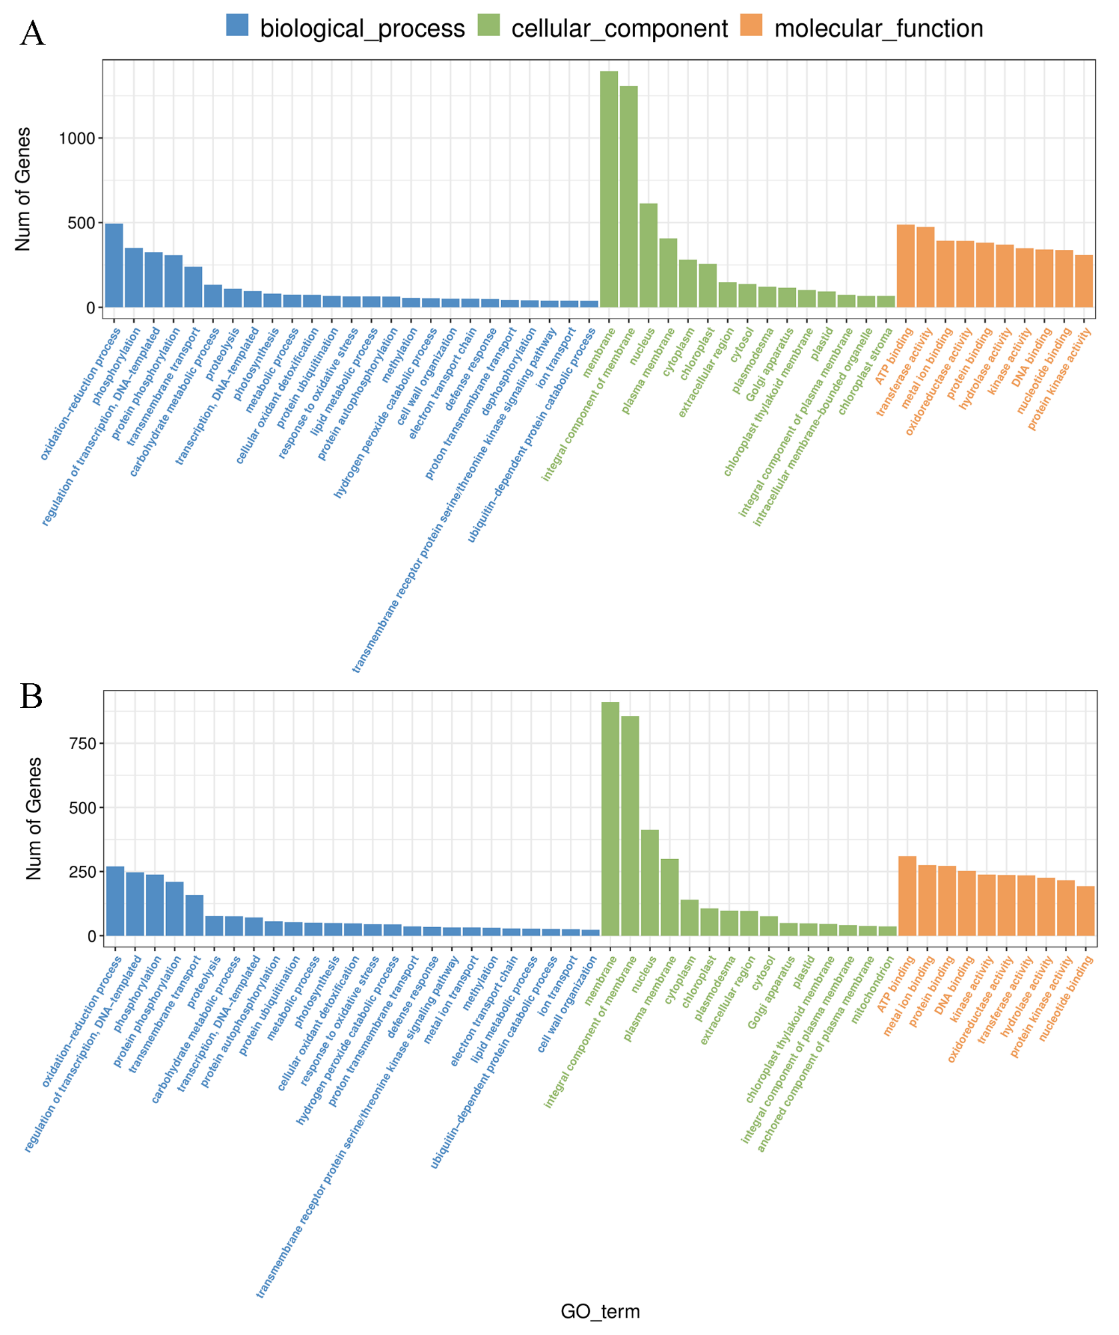 A
biological_process cellular_component molecular_function
Num of Genes
1000
500
0
oxidation−reduction process
phosphorylation
regulation of transcription, DNA−templated
protein phosphorylation
transmembrane transport
carbohydrate metabolic process
proteolysis
transcription, DNA−templated
photosynthesis
metabolic process
cellular oxidant detoxification
protein ubiquitination
response to oxidative stress
lipid metabolic process
protein autophosphorylation
methylation
hydrogen peroxide catabolic process
cell wall organization
electron transport chain
defense response
proton transmembrane transport
dephosphorylation
transmembrane receptor protein serine/threonine kinase signaling pathway
ion transport
ubiquitin−dependent protein catabolic process
membrane
integral component of membrane
nucleus
plasma membrane
cytoplasm
chloroplast
extracellular region
cytosol
plasmodesma
Golgi apparatus
chloroplast thylakoid membrane
plastid
integral component of plasma membrane
intracellular membrane−bounded organelle
chloroplast stroma
ATP binding
transferase activity
metal ion binding
oxidoreductase activity
protein binding
hydrolase activity
kinase activity
DNA binding
nucleotide binding
protein kinase activity
B
Num of Genes
750
500
250
0
oxidation−reduction process
regulation of transcription, DNA−templated
phosphorylation
protein phosphorylation
transmembrane transport
proteolysis
carbohydrate metabolic process
transcription, DNA−templated
protein autophosphorylation
protein ubiquitination
metabolic process
photosynthesis
cellular oxidant detoxification
response to oxidative stress
hydrogen peroxide catabolic process
proton transmembrane transport
defense response
transmembrane receptor protein serine/threonine kinase signaling pathway
metal ion transport
methylation
electron transport chain
lipid metabolic process
ubiquitin−dependent protein catabolic process
ion transport
cell wall organization
membrane
integral component of membrane
nucleus
plasma membrane
cytoplasm
chloroplast
plasmodesma
extracellular region
cytosol
Golgi apparatus
plastid
chloroplast thylakoid membrane
integral component of plasma membrane
anchored component of plasma membrane
mitochondrion
ATP binding
metal ion binding
protein binding
DNA binding
kinase activity
oxidoreductase activity
transferase activity
hydrolase activity
protein kinase activity
nucleotide binding
GO_term